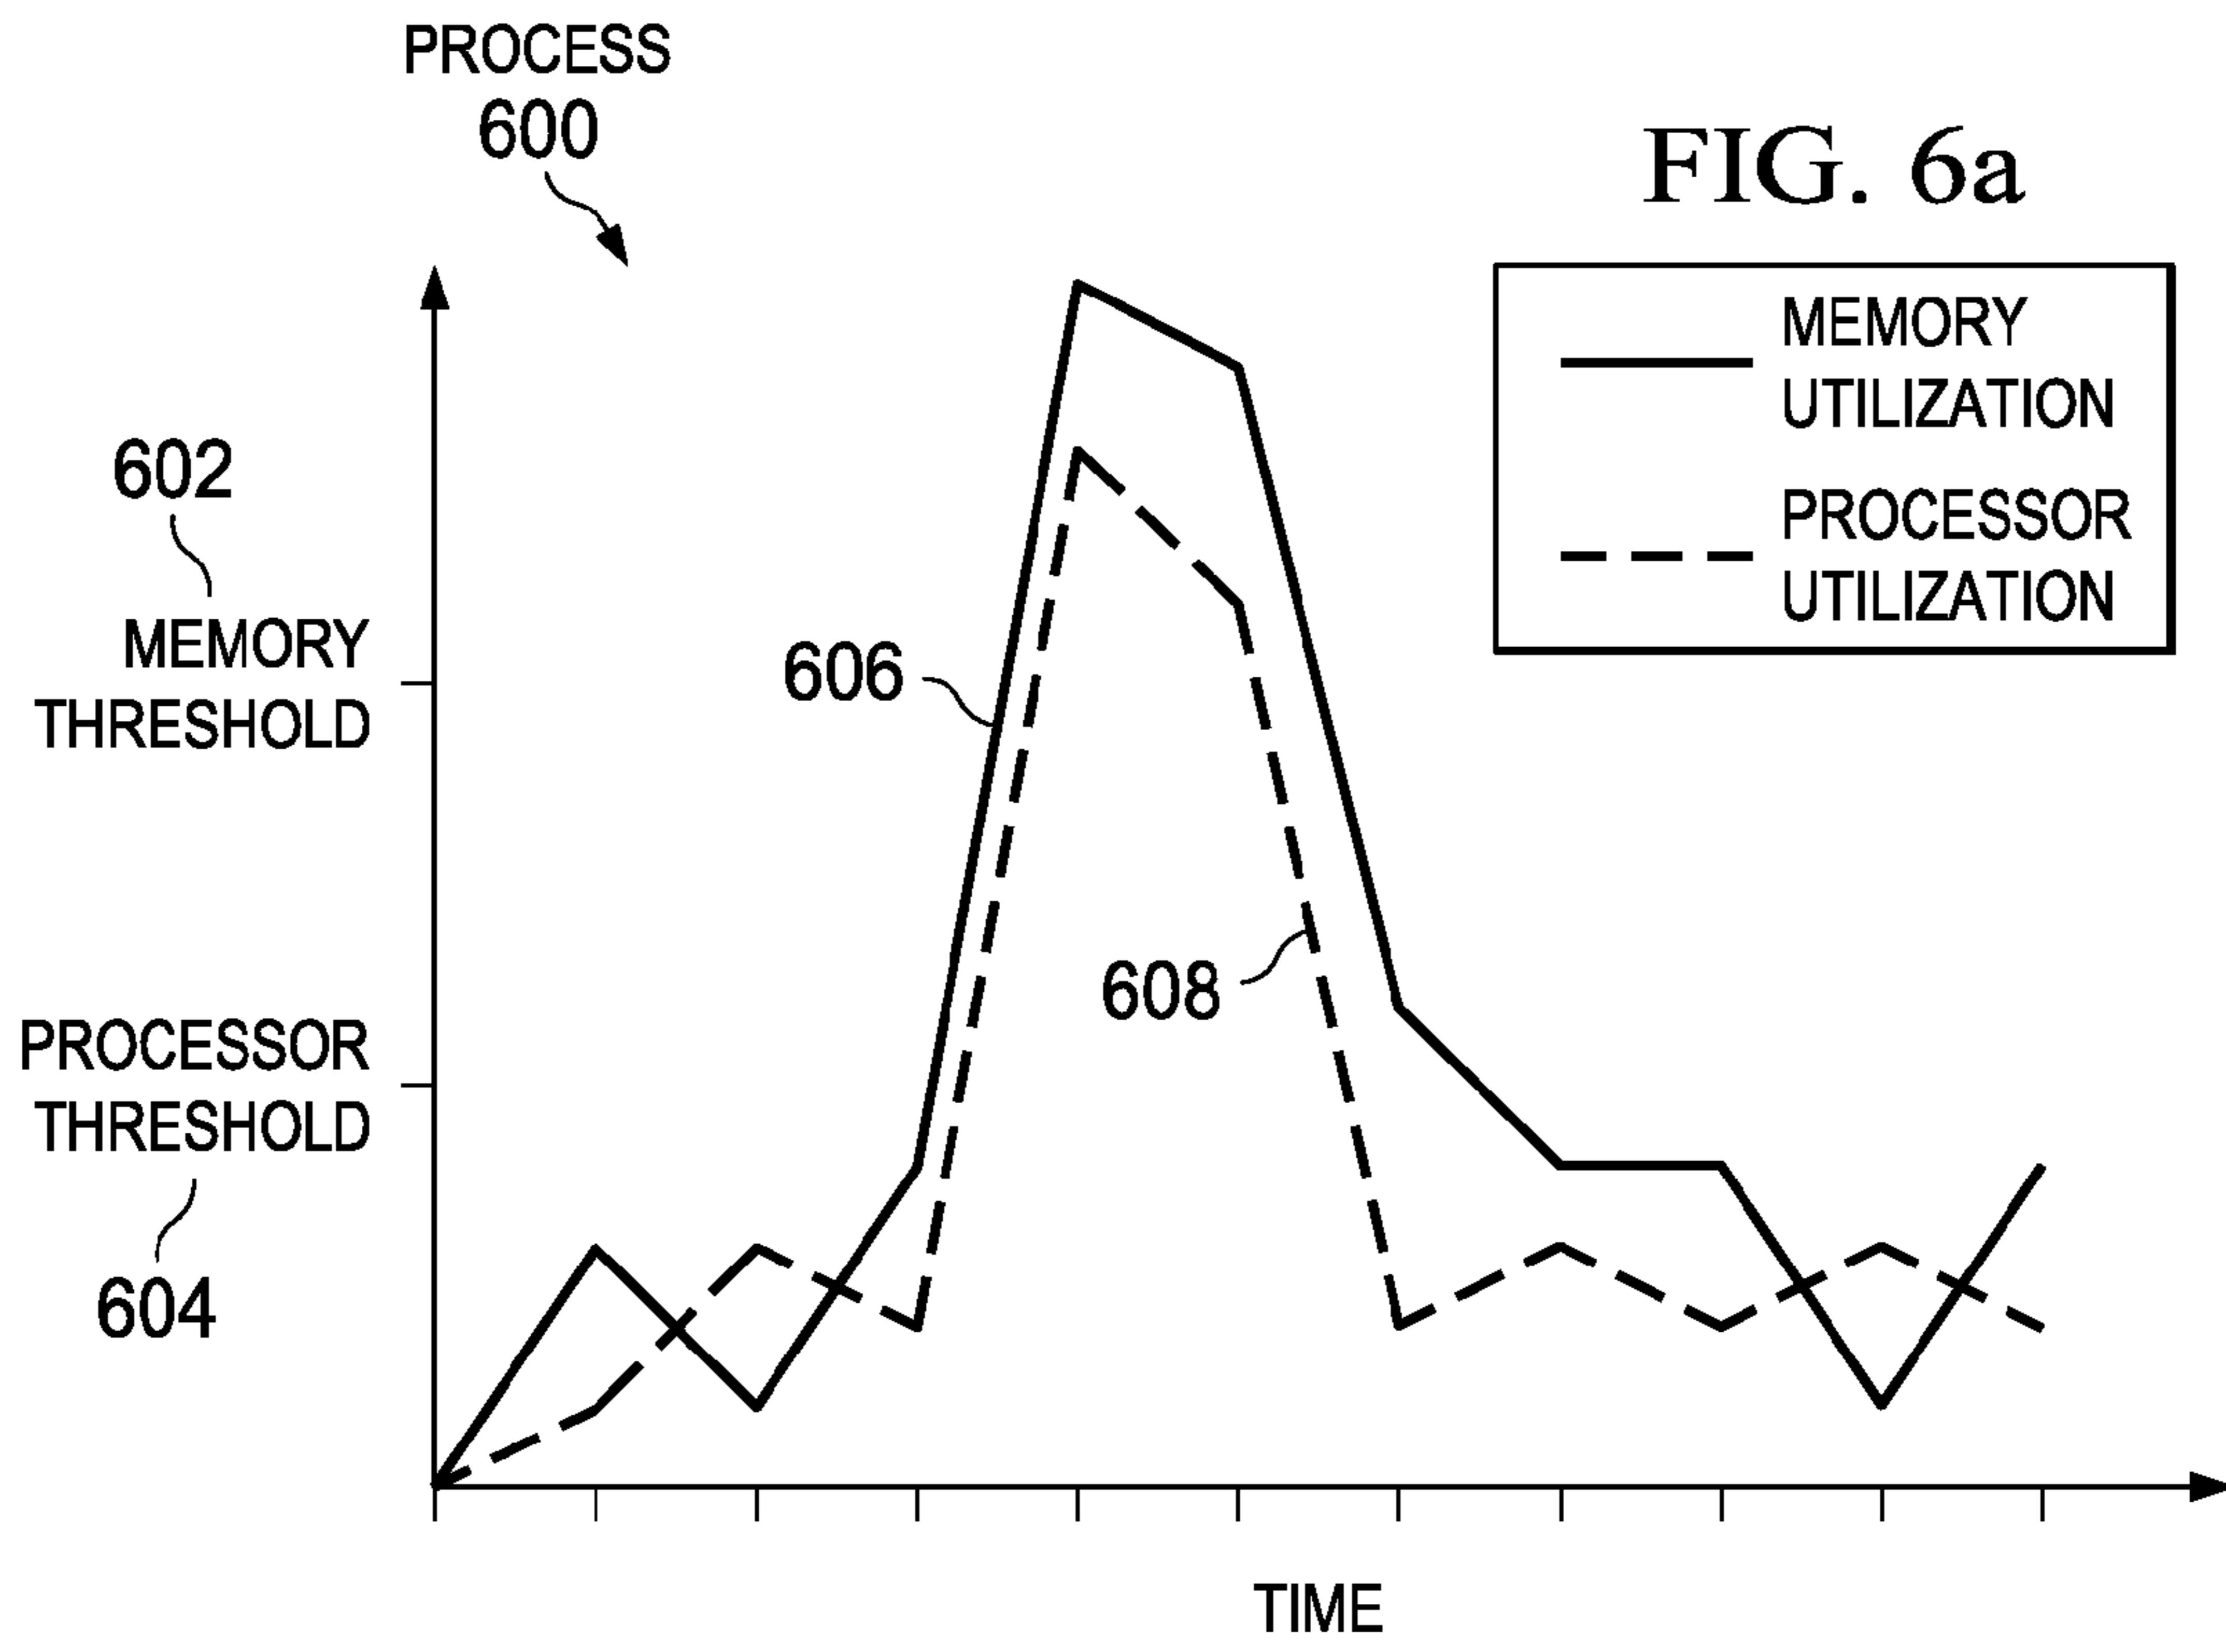 PROCESS
600
FIG. 6a
MEMORY
UTILIZATION
PROCESSOR
UTILIZATION
602
MEMORY
THRESHOLD
606
608
PROCESSOR
THRESHOLD
604
TIME